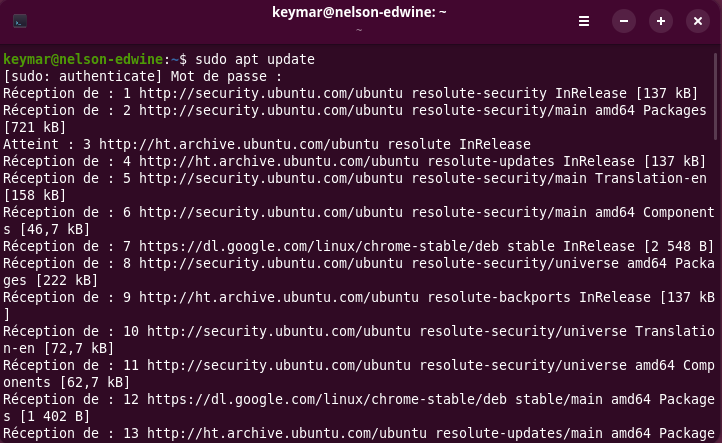 keymar@nelson-edwine: ~
~
keymar@nelson-edwine:~$ sudo apt update
[sudo: authenticate] Mot de passe :
Réception de : 1 http://security.ubuntu.com/ubuntu resolute-security InRelease [137 kB]
Réception de : 2 http://security.ubuntu.com/ubuntu resolute-security/main amd64 Packages
[721 kB]
Atteint : 3 http://ht.archive.ubuntu.com/ubuntu resolute InRelease
Réception de : 4 http://ht.archive.ubuntu.com/ubuntu resolute-updates InRelease [137 kB]
Réception de : 5 http://security.ubuntu.com/ubuntu resolute-security/main Translation-en
[158 kB]
Réception de : 6 http://security.ubuntu.com/ubuntu resolute-security/main amd64 Component
s [46,7 kB]
Réception de : 7 https://dl.google.com/linux/chrome-stable/deb stable InRelease [2 548 B]
Réception de : 8 http://security.ubuntu.com/ubuntu resolute-security/universe amd64 Packa
ges [222 kB]
Réception de : 9 http://ht.archive.ubuntu.com/ubuntu resolute-backports InRelease [137 kB
]
Réception de : 10 http://security.ubuntu.com/ubuntu resolute-security/universe Translatio
n-en [72,7 kB]
Réception de : 11 http://security.ubuntu.com/ubuntu resolute-security/universe amd64 Comp
onents [62,7 kB]
Réception de : 12 https://dl.google.com/linux/chrome-stable/deb stable/main amd64 Package
s [1 402 B]
Réception de : 13 http://ht.archive.ubuntu.com/ubuntu resolute-updates/main amd64 Package